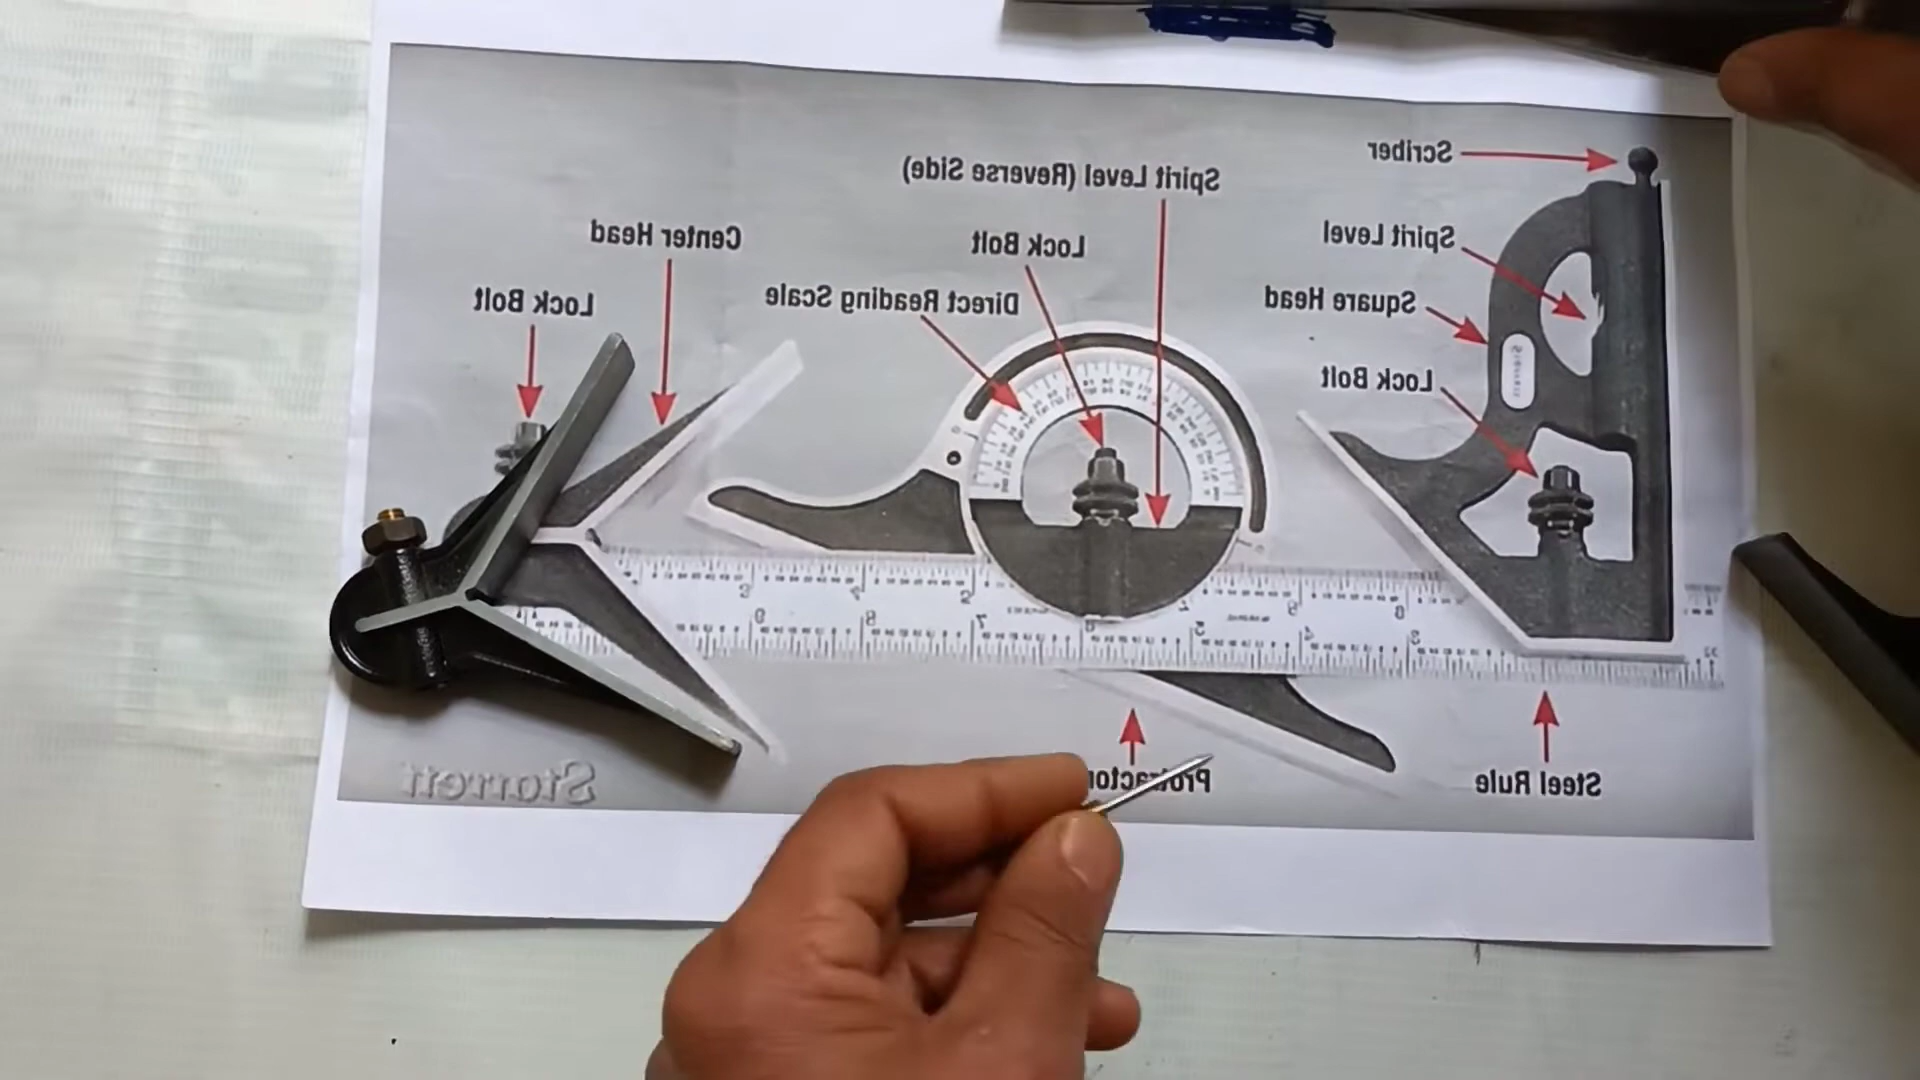 Scriber
Spirit Level (Reverse Side)
Spirit Level
Center Head
Lock Bolt
Direct Reading Scale
Square Head
Lock Bolt
Lock Bolt
Protractor
Steel Rule
Starrett